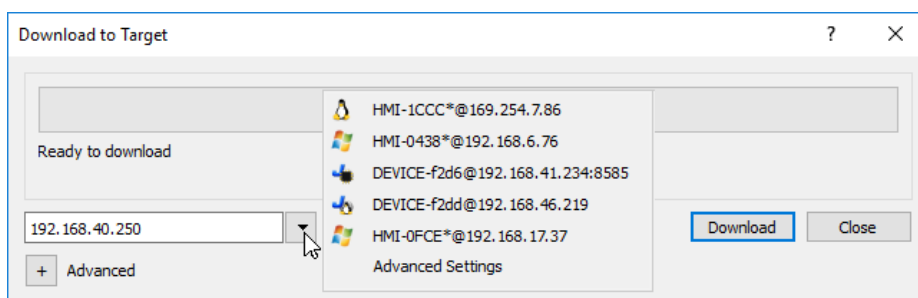 Download to Target ? X
HMI-1CCC*@169.254.7.86
HMI-0438*@192.168.6.76
Ready to download
DEVICE-f2d6@192.168.41.234:8585
DEVICE-f2dd@192.168.46.219
192.168.40.250
HMI-0FCE*@192.168.17.37
Download
Close
+ Advanced
Advanced Settings